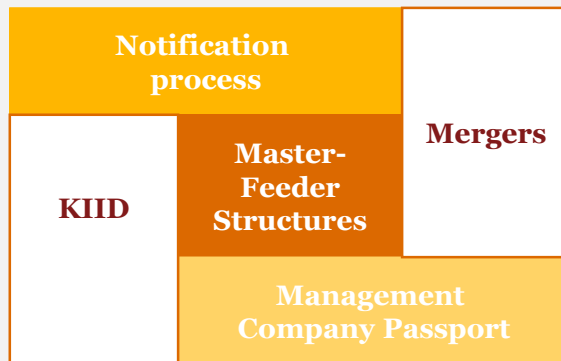 Notification
process
Mergers
Master-
Feeder
Structures
KIID
Management
Company Passport